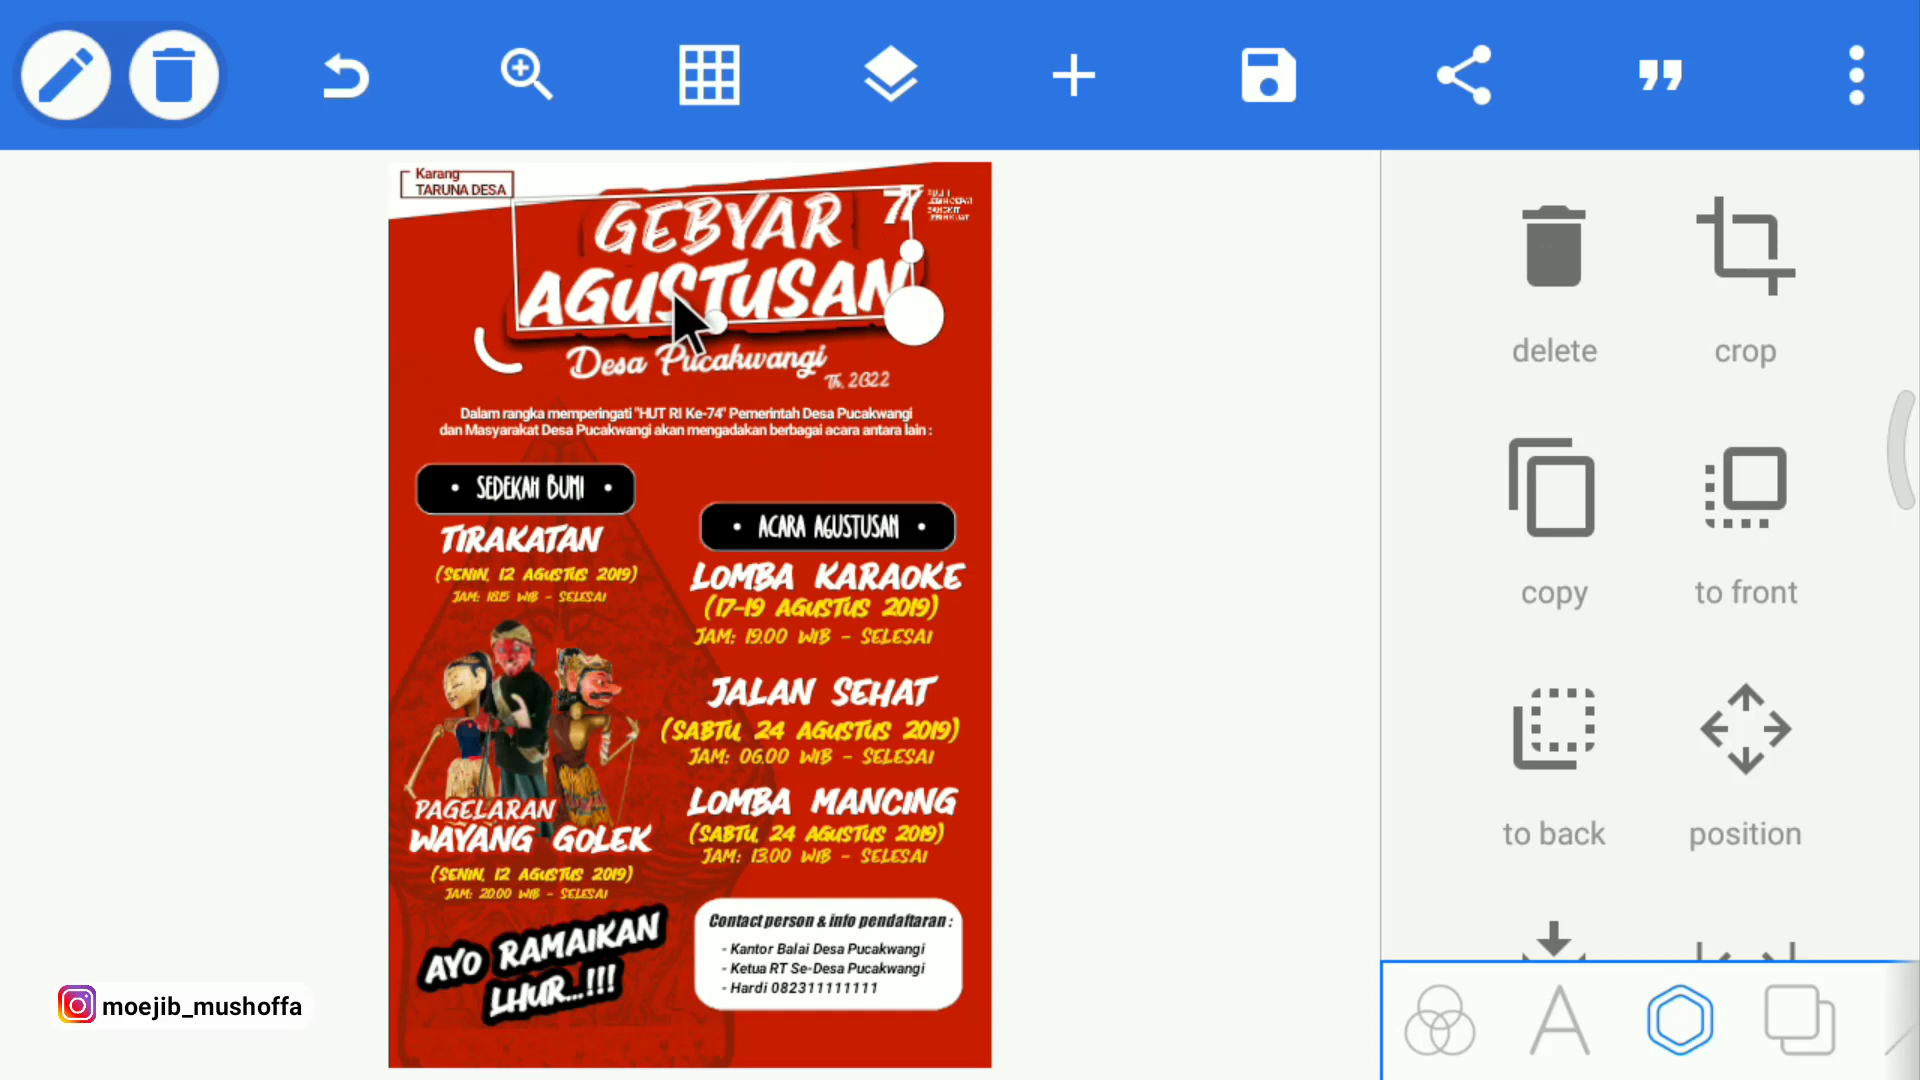 Karang
TARUNA DESA
GEBYAR
AGUSTUSAN
Desa Pucakwangi
Th. 2022
Dalam rangka memperingati "HUT RI Ke-74" Pemerintah Desa Pucakwangi
dan Masyarakat Desa Pucakwangi akan mengadakan berbagai acara antara lain :
• SEDEKAH BUMI •
TIRAKATAN
(SENIN, 12 AGUSTUS 2019)
JAM: 18.15 WIB - SELESAI
PAGELARAN
WAYANG GOLEK
(SENIN, 12 AGUSTUS 2019)
JAM: 20.00 WIB - SELESAI
AYO RAMAIKAN
LHUR...!!!
• ACARA AGUSTUSAN •
LOMBA KARAOKE
(17-19 AGUSTUS 2019)
JAM: 19.00 WIB - SELESAI
JALAN SEHAT
(SABTU, 24 AGUSTUS 2019)
JAM: 06.00 WIB - SELESAI
LOMBA MANCING
(SABTU, 24 AGUSTUS 2019)
JAM: 13.00 WIB - SELESAI
Contact person & info pendaftaran :
- Kantor Balai Desa Pucakwangi
- Ketua RT Se-Desa Pucakwangi
- Hardi 082311111111
moejib_mushoffa
delete
crop
copy
to front
to back
position